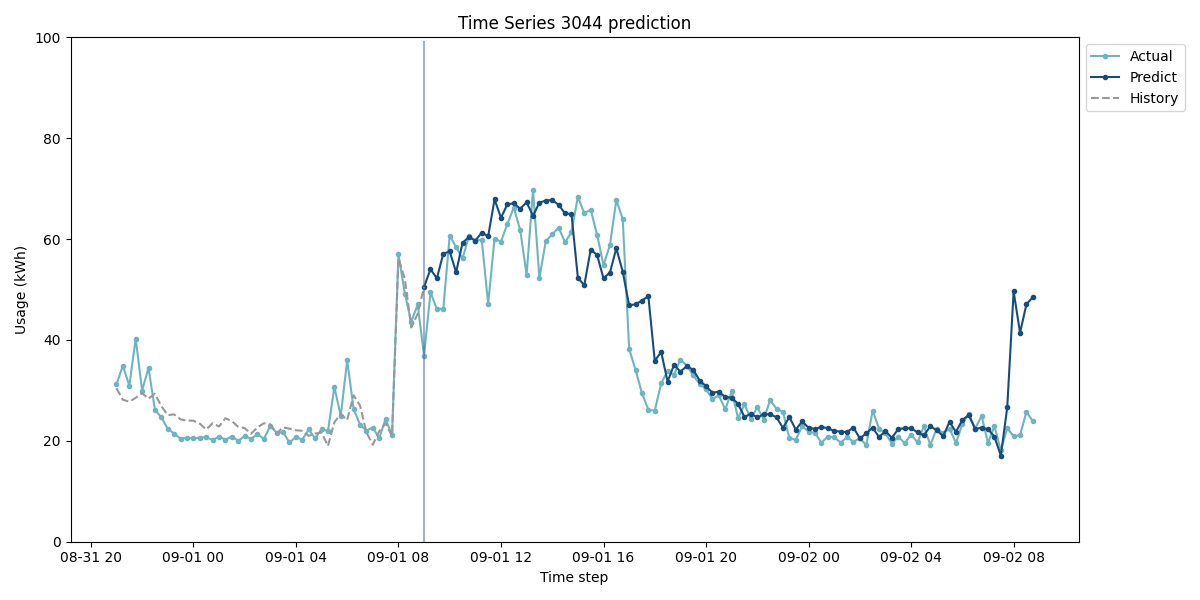 Time Series 3044 prediction
100
80
60
40
20
0
Usage (kWh)
08-31 20
09-01 00
09-01 04
09-01 08
09-01 12
09-01 16
09-01 20
09-02 00
09-02 04
09-02 08
Time step
Actual
Predict
History